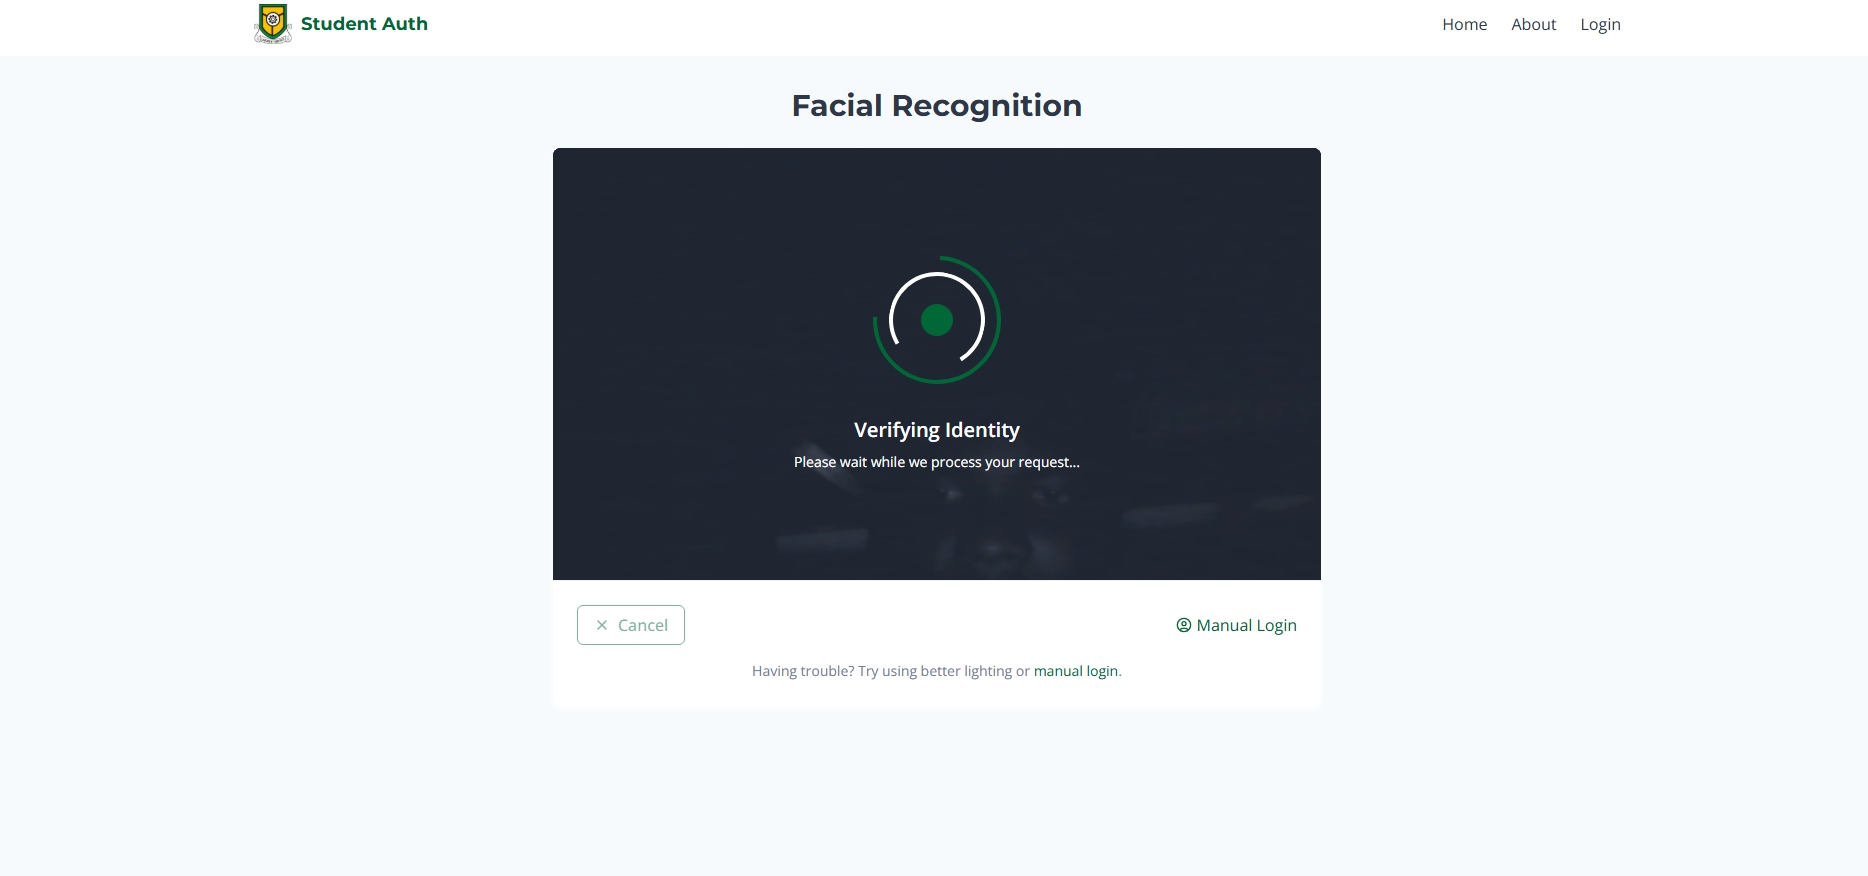 Student Auth
Home About Login
Facial Recognition
Verifying Identity
Please wait while we process your request...
Cancel
Manual Login
Having trouble? Try using better lighting or manual login.